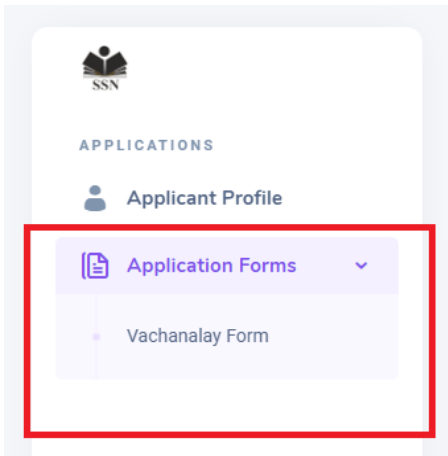 SSN
APPLICATIONS
Applicant Profile
Application Forms
Vachanalay Form